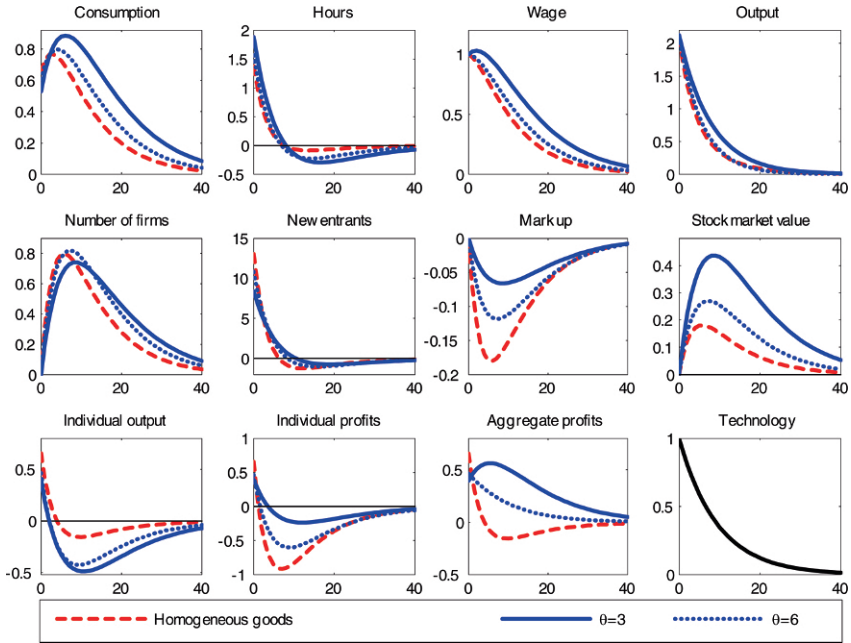 Consumption Hours Wage Output
0.8 2 1 2
0.6 1.5 1.5
0.4 1 0.5 1
0.2 0.5 0.5
0 0 0 0
-0.5
0 20 40 0 20 40 0 20 40 0 20 40
Number of firms New entrants Mark up Stock market value
0.8 15 0 0.4
0.6 10 -0.05 0.3
0.4 5 -0.1 0.2
0.2 0 -0.15 0.1
0 -0.2 0
0 20 40 0 20 40 0 20 40 0 20 40
Individual output Individual profits Aggregate profits Technology
0.5 1 0.5 1
0 0.5 0 0.5
-0.5 0 -0.5 0
-0.5
-1
0 20 40 0 20 40 0 20 40 0 20 40
Homogeneous goods θ=3 θ=6